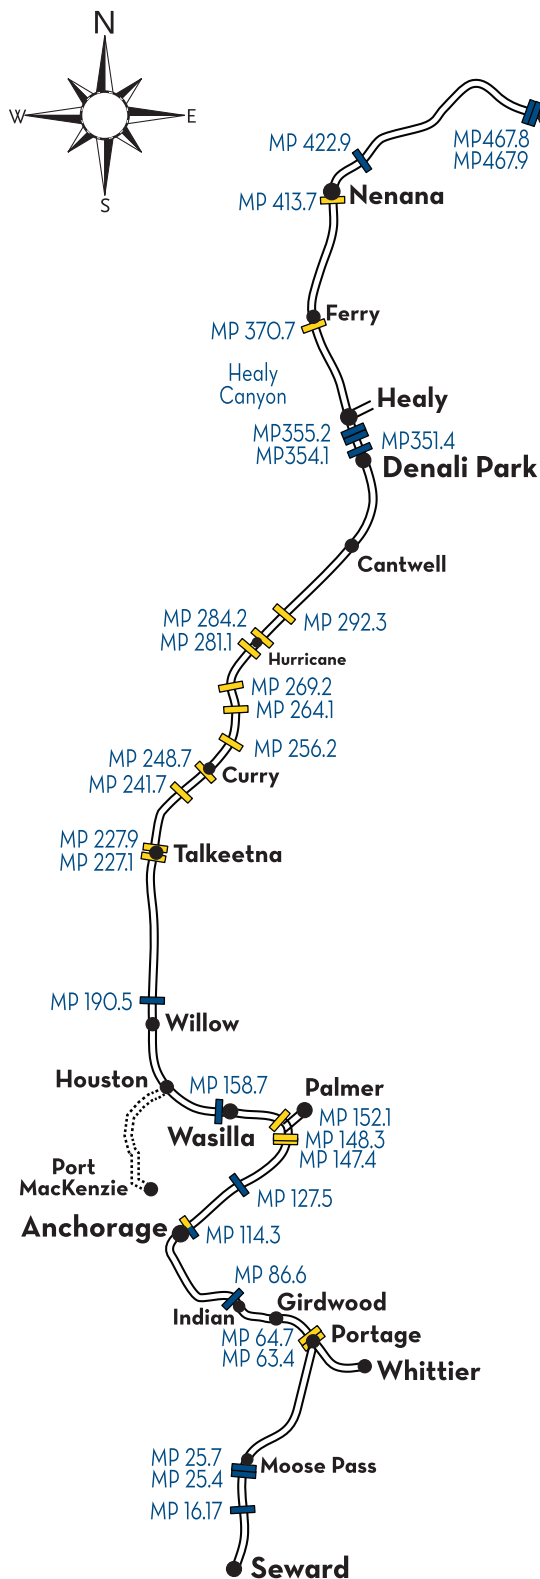 N
W
E
S
MP 422.9
MP467.8
MP467.9
Nenana
MP 413.7
Ferry
MP 370.7
Healy
Canyon
Healy
MP355.2
MP354.1
MP351.4
Denali Park
Cantwell
MP 284.2
MP 281.1
MP 292.3
Hurricane
MP 269.2
MP 264.1
MP 256.2
MP 248.7
MP 241.7
Curry
MP 227.9
MP 227.1
Talkeetna
MP 190.5
Willow
Houston
MP 158.7
Palmer
MP 152.1
Wasilla
MP 148.3
MP 147.4
Port
MacKenzie
MP 127.5
Anchorage
MP 114.3
MP 86.6
Girdwood
Indian
MP 64.7
MP 63.4
Portage
Whittier
MP 25.7
MP 25.4
Moose Pass
MP 16.17
Seward